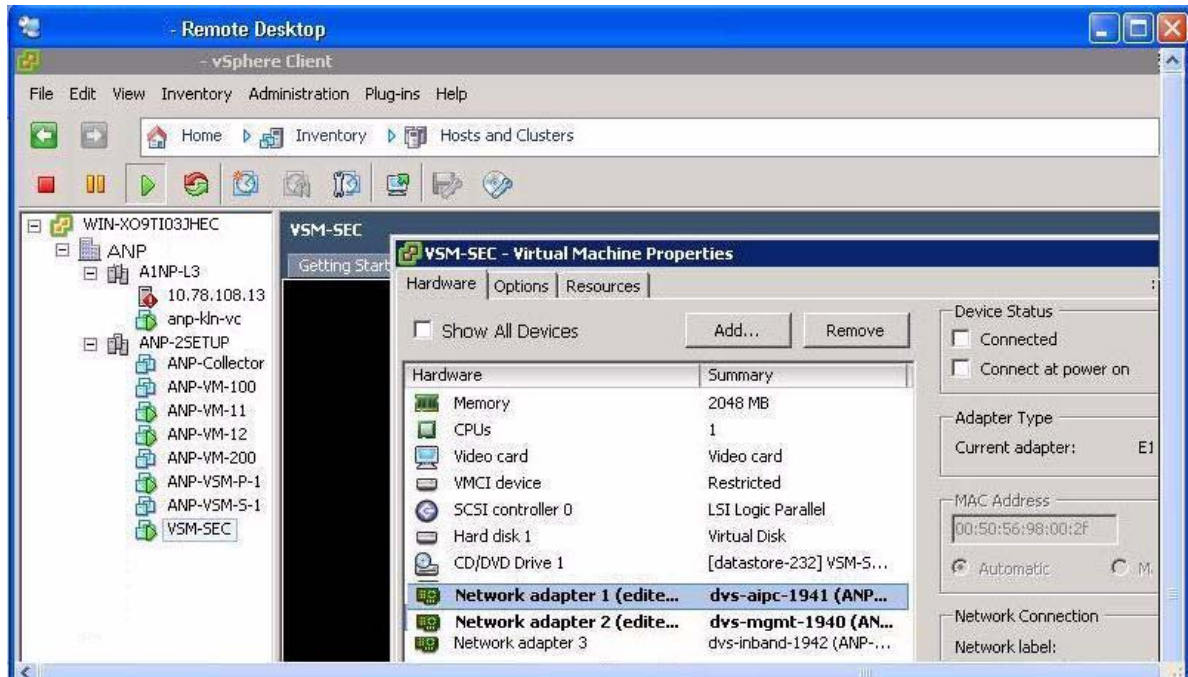 - Remote Desktop
- vSphere Client
File Edit View Inventory Administration Plug-ins Help
Home Inventory Hosts and Clusters
WIN-XO9TI03JHEC
ANP
A1NP-L3
10.78.108.13
anp-kln-vc
ANP-2SETUP
ANP-Collector
ANP-VM-100
ANP-VM-11
ANP-VM-12
ANP-VM-200
ANP-VSM-P-1
ANP-VSM-S-1
VSM-SEC
VSM-SEC
Getting Start
VSM-SEC - Virtual Machine Properties
Hardware Options Resources
Show All Devices Add... Remove
Hardware Summary
Memory 2048 MB
CPUs 1
Video card Video card
VMCI device Restricted
SCSI controller 0 LSI Logic Parallel
Hard disk 1 Virtual Disk
CD/DVD Drive 1 [datastore-232] VSM-S...
Network adapter 1 (edite... dvs-aipc-1941 (ANP...
Network adapter 2 (edite... dvs-mgmt-1940 (AN...
Network adapter 3 dvs-inband-1942 (ANP-...
Device Status
Connected
Connect at power on
Adapter Type
Current adapter: E1
MAC Address
00:50:56:98:00:2f
Automatic M
Network Connection
Network label: